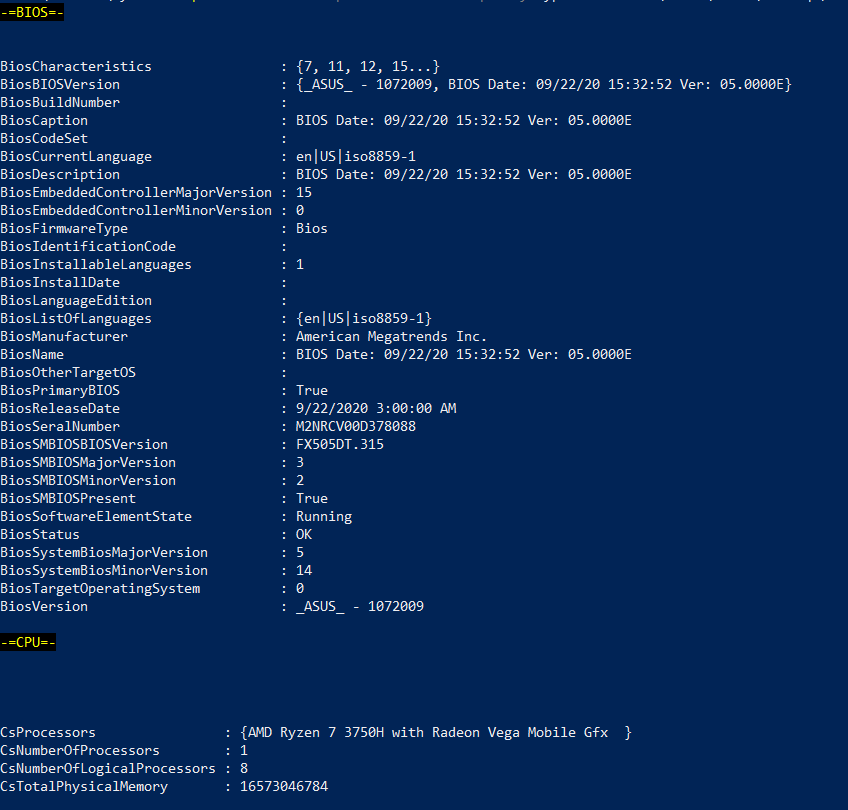 -=BIOS=-
BiosCharacteristics : {7, 11, 12, 15...}
BiosBIOSVersion : {_ASUS_ - 1072009, BIOS Date: 09/22/20 15:32:52 Ver: 05.0000E}
BiosBuildNumber :
BiosCaption : BIOS Date: 09/22/20 15:32:52 Ver: 05.0000E
BiosCodeSet :
BiosCurrentLanguage : en|US|iso8859-1
BiosDescription : BIOS Date: 09/22/20 15:32:52 Ver: 05.0000E
BiosEmbeddedControllerMajorVersion : 15
BiosEmbeddedControllerMinorVersion : 0
BiosFirmwareType : Bios
BiosIdentificationCode :
BiosInstallableLanguages : 1
BiosInstallDate :
BiosLanguageEdition :
BiosListOfLanguages : {en|US|iso8859-1}
BiosManufacturer : American Megatrends Inc.
BiosName : BIOS Date: 09/22/20 15:32:52 Ver: 05.0000E
BiosOtherTargetOS :
BiosPrimaryBIOS : True
BiosReleaseDate : 9/22/2020 3:00:00 AM
BiosSeralNumber : M2NRCV00D378088
BiosSMBIOSBIOSVersion : FX505DT.315
BiosSMBIOSMajorVersion : 3
BiosSMBIOSMinorVersion : 2
BiosSMBIOSPresent : True
BiosSoftwareElementState : Running
BiosStatus : OK
BiosSystemBiosMajorVersion : 5
BiosSystemBiosMinorVersion : 14
BiosTargetOperatingSystem : 0
BiosVersion : _ASUS_ - 1072009
-=CPU=-
CsProcessors : {AMD Ryzen 7 3750H with Radeon Vega Mobile Gfx  }
CsNumberOfProcessors : 1
CsNumberOfLogicalProcessors : 8
CsTotalPhysicalMemory : 16573046784